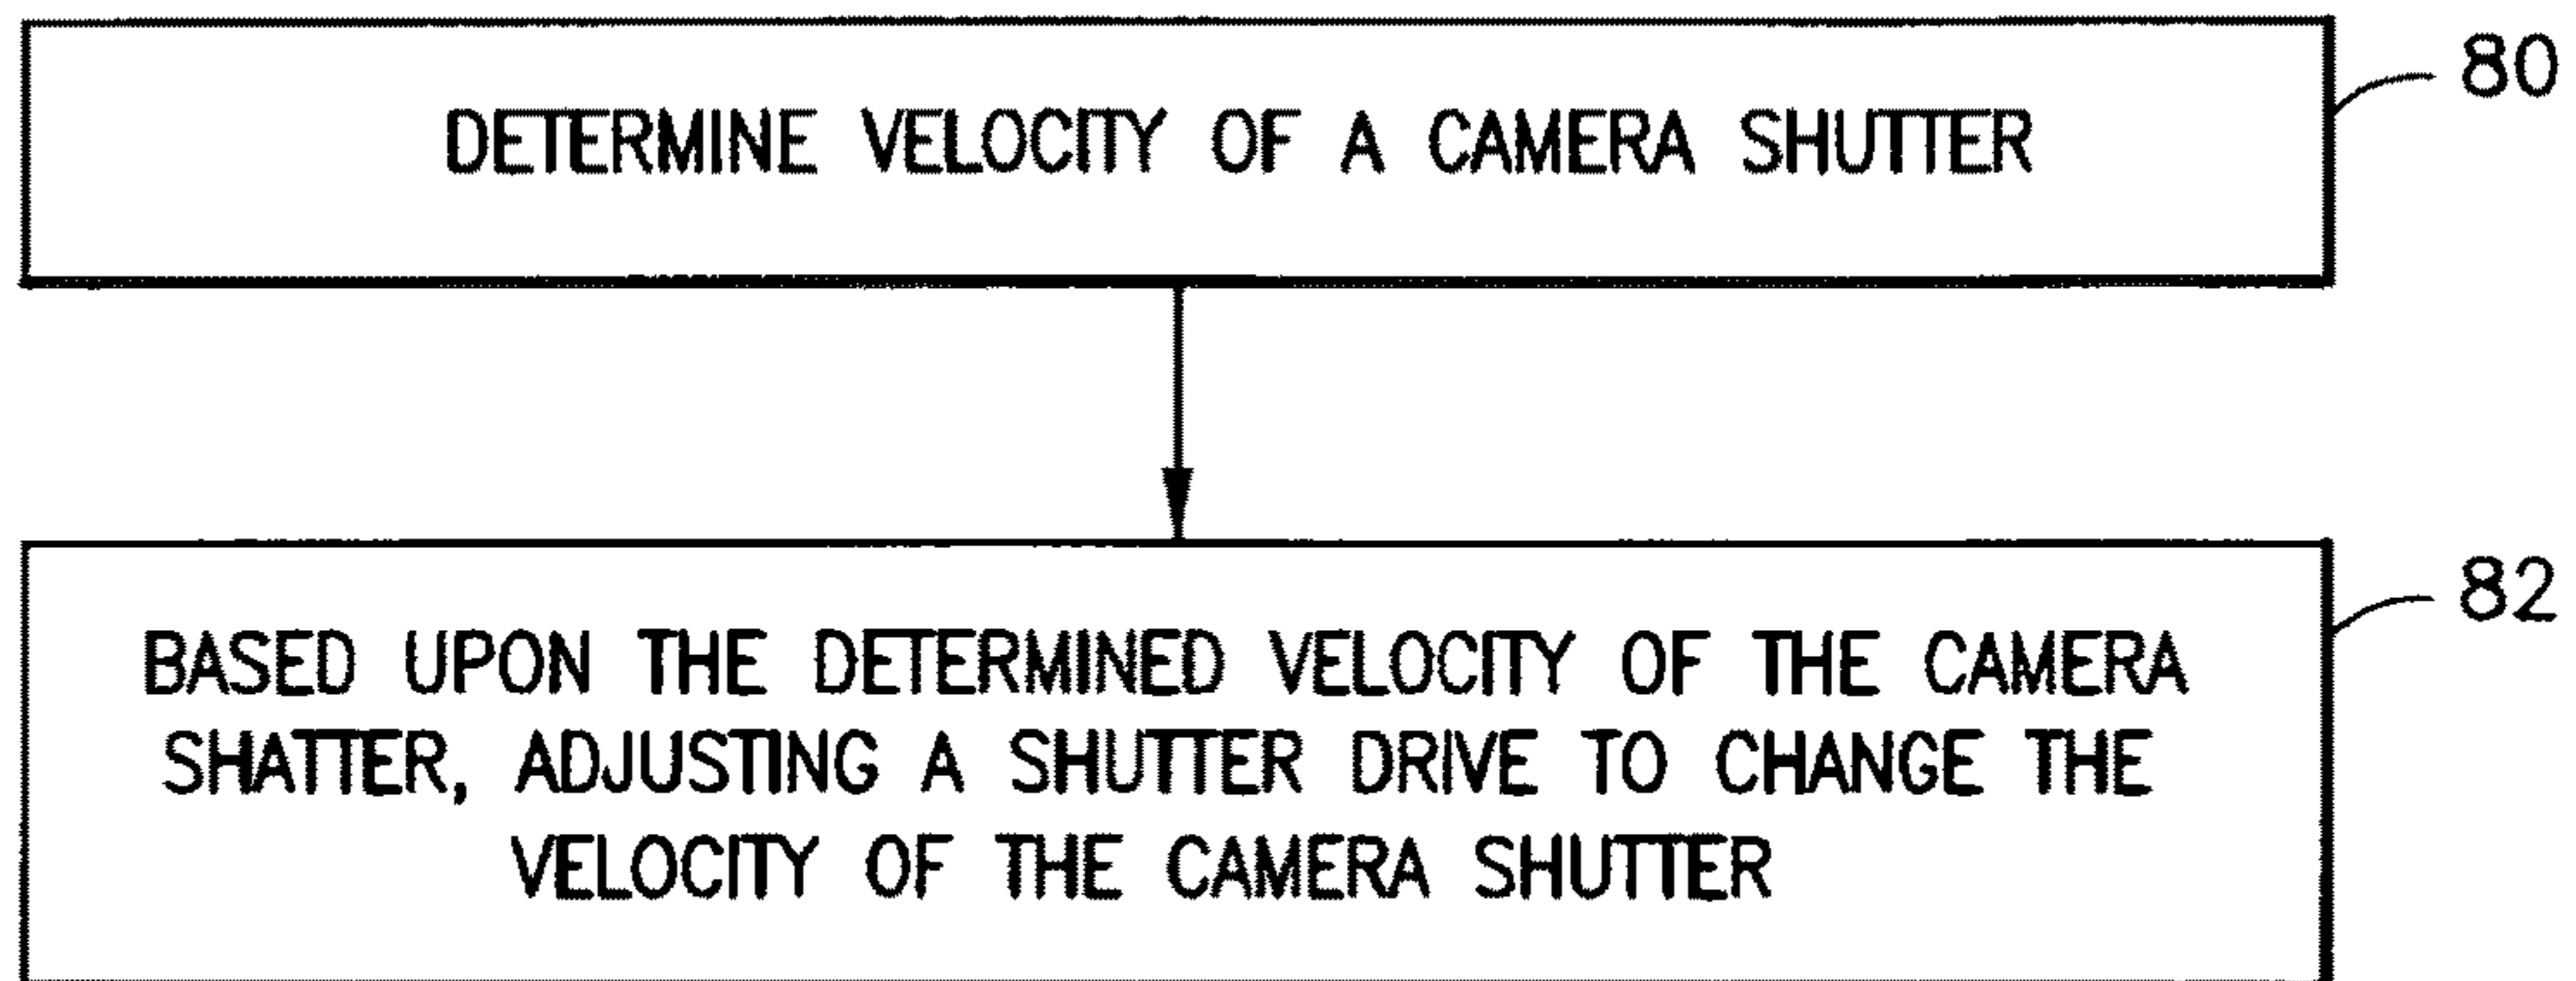 DETERMINE VELOCITY OF A CAMERA SHUTTER
80
BASED UPON THE DETERMINED VELOCITY OF THE CAMERA
SHATTER, ADJUSTING A SHUTTER DRIVE TO CHANGE THE
VELOCITY OF THE CAMERA SHUTTER
82